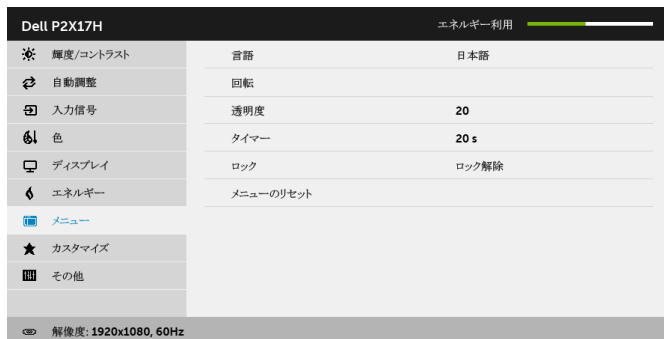 Dell P2X17H
エネルギー利用
輝度/コントラスト
自動調整
入力信号
色
ディスプレイ
エネルギー
メニュー
カスタマイズ
その他
言語 日本語
回転
透明度 20
タイマー 20 s
ロック ロック解除
メニューのリセット
解像度: 1920x1080, 60Hz